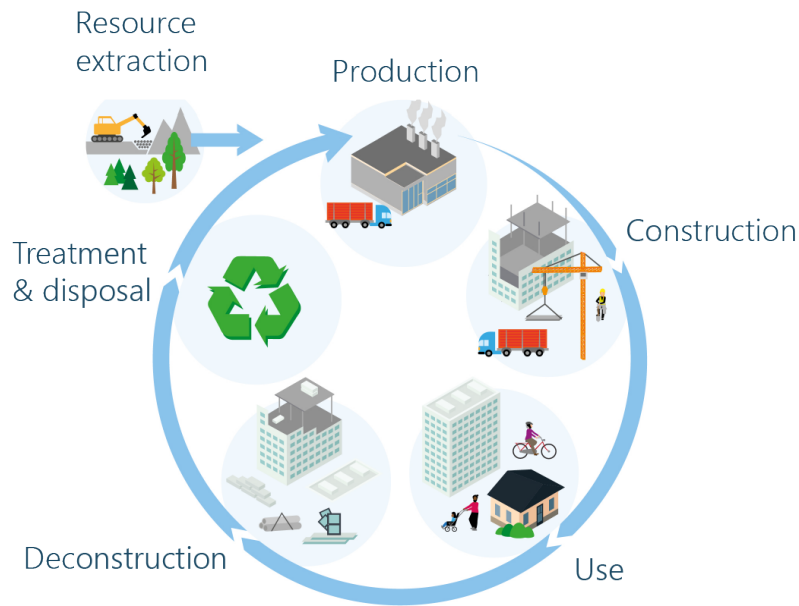 Resource
extraction
Production
Construction
Use
Deconstruction
Treatment
& disposal